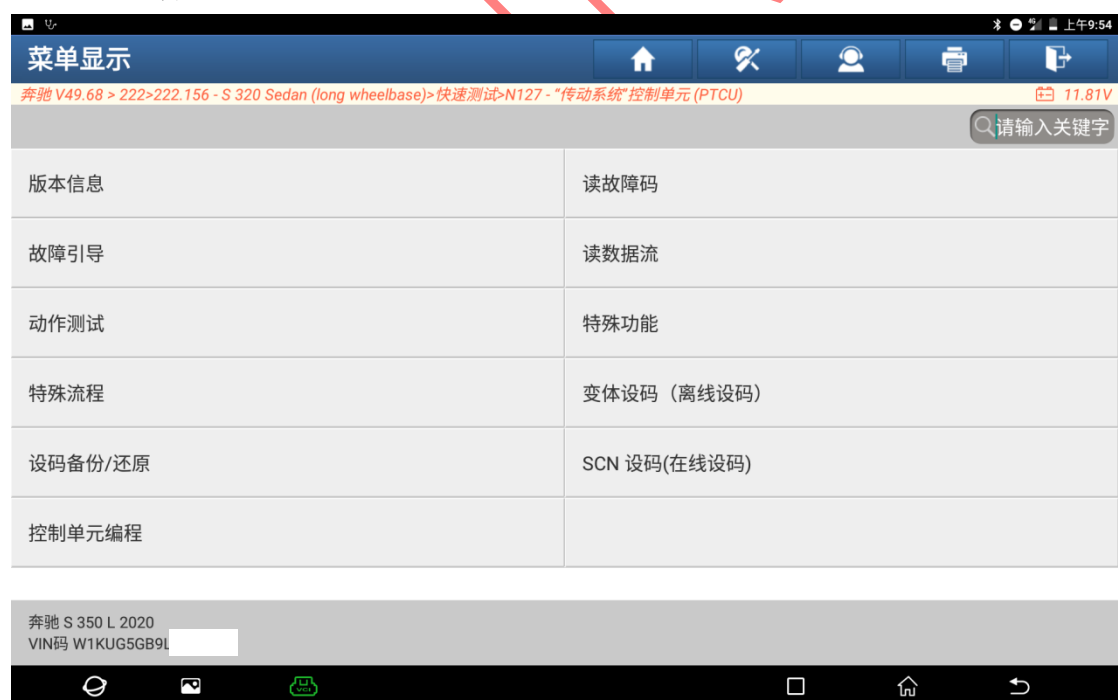 上午9:54
菜单显示
奔驰 V49.68 > 222>222.156 - S 320 Sedan (long wheelbase)>快速测试>N127 - "传动系统"控制单元 (PTCU)
11.81V
请输入关键字
版本信息
读故障码
故障引导
读数据流
动作测试
特殊功能
特殊流程
变体设码（离线设码）
设码备份/还原
SCN 设码(在线设码)
控制单元编程
奔驰 S 350 L 2020
VIN码 W1KUG5GB9L
VCI